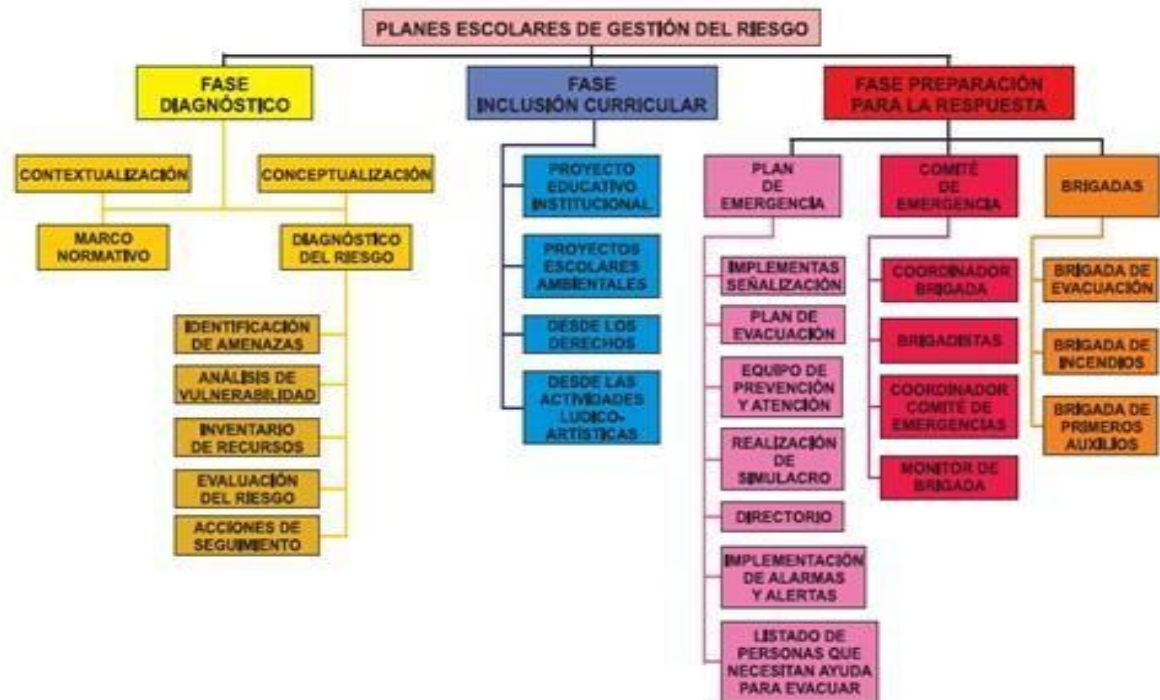 PLANES ESCOLARES DE GESTIÓN DEL RIESGO
FASE
DIAGNÓSTICO
CONTEXTUALIZACIÓN
CONCEPTUALIZACIÓN
MARCO
NORMATIVO
DIAGNÓSTICO
DEL RIESGO
IDENTIFICACIÓN
DE AMENAZAS
ANÁLISIS DE
VULNERABILIDAD
INVENTARIO
DE RECURSOS
EVALUACIÓN
DEL RIESGO
ACCIONES DE
SEGUIMIENTO
FASE
INCLUSIÓN CURRICULAR
PROYECTO
EDUCATIVO
INSTITUCIONAL
PROYECTOS
ESCOLARES
AMBIENTALES
DESDE LOS
DERECHOS
DESDE LAS
ACTIVIDADES
LUDICO-
ARTÍSTICAS
FASE PREPARACIÓN
PARA LA RESPUESTA
PLAN
DE
EMERGENCIA
IMPLEMENTAS
SEÑALIZACIÓN
PLAN DE
EVACUACIÓN
EQUIPO DE
PREVENCIÓN
Y ATENCIÓN
REALIZACIÓN
DE
SIMULACRO
DIRECTORIO
IMPLEMENTACIÓN
DE ALARMAS
Y ALERTAS
LISTADO DE
PERSONAS QUE
NECESITAN AYUDA
PARA EVACUAR
COMITÉ
DE
EMERGENCIA
COORDINADOR
BRIGADA
BRIGADISTAS
COORDINADOR
COMITÉ DE
EMERGENCIAS
MONITOR DE
BRIGADA
BRIGADAS
BRIGADA DE
EVACUACIÓN
BRIGADA DE
INCENDIOS
BRIGADA DE
PRIMEROS
AUXILIOS